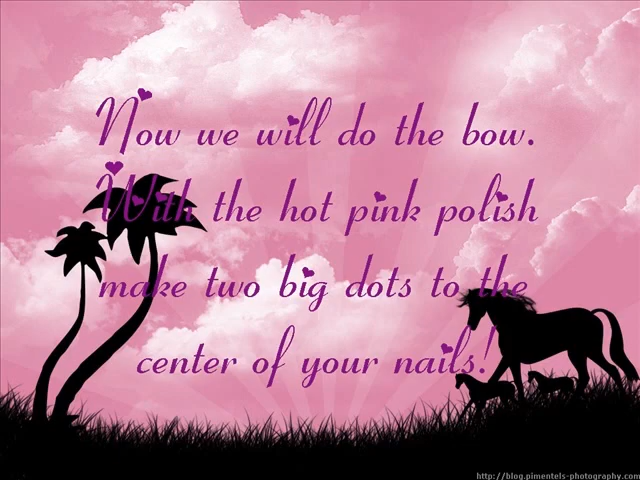 Now we will do the bow.
With the hot pink polish
make two big dots to the
center of your nails!
http://blog.pimentels-photography.com